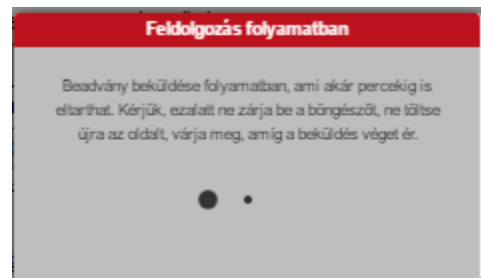 Feldolgozás folyamatban
Beadvány beküldése folyamatban, ami akár percekig is
eltarthat. Kérjük, ezalatt ne zárja be a böngészőt, ne töltse
újra az oldalt, várja meg, amíg a beküldés véget ér.